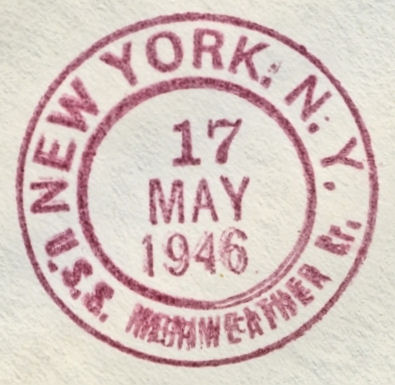 NEW YORK, N.Y.
17
MAY
1946
U.S.S. Br.